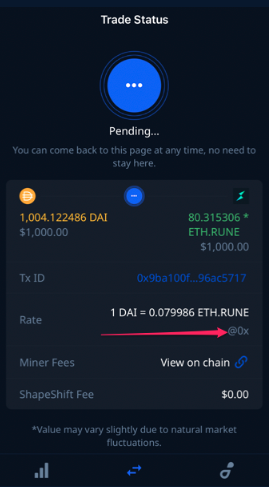 Trade Status
Pending...
You can come back to this page at any time, no need to
stay here.
1,004.122486 DAI
$1,000.00
80.315306 *
ETH.RUNE
$1,000.00
Tx ID
0x9ba100f...96ac5717
Rate
1 DAI = 0.079986 ETH.RUNE
@0x
Miner Fees
View on chain
ShapeShift Fee
$0.00
*Value may vary slightly due to natural market
fluctuations.